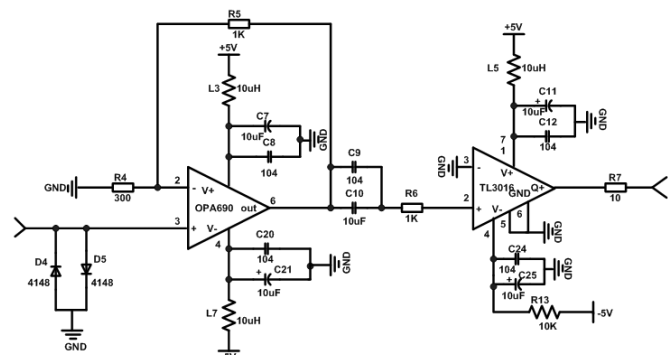 R5
1K
+5V
L3
10uH
C7
10uF
C8
104
GND
GND
R4
300
2
-
V+
OPA690
out
6
3
+
V-
4
D4
4148
D5
4148
GND
C20
104
C21
+
10uF
GND
L7
10uH
C9
104
C10
10uF
R6
1K
+5V
L5
10uH
+
C11
10uF
C12
104
GND
7
1
GND
3
-
V+
TL3016
Q+
GND
2
+
V-
4
5
6
GND
R7
10
C24
104
+
C25
10uF
GND
R13
10K
-5V